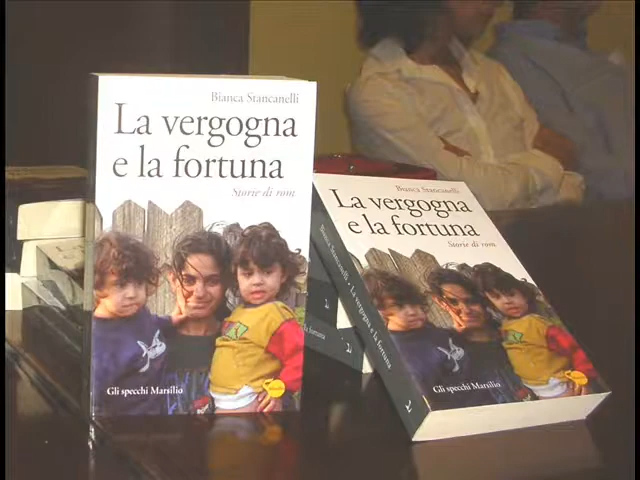 Bianca Stancanelli
La vergogna
e la fortuna
Storie di rom
Gli specchi Marsilio
Bianca Stancanelli
La vergogna
e la fortuna
Storie di rom
Gli specchi Marsilio
Bianca Stancanelli • La vergogna e la fortuna